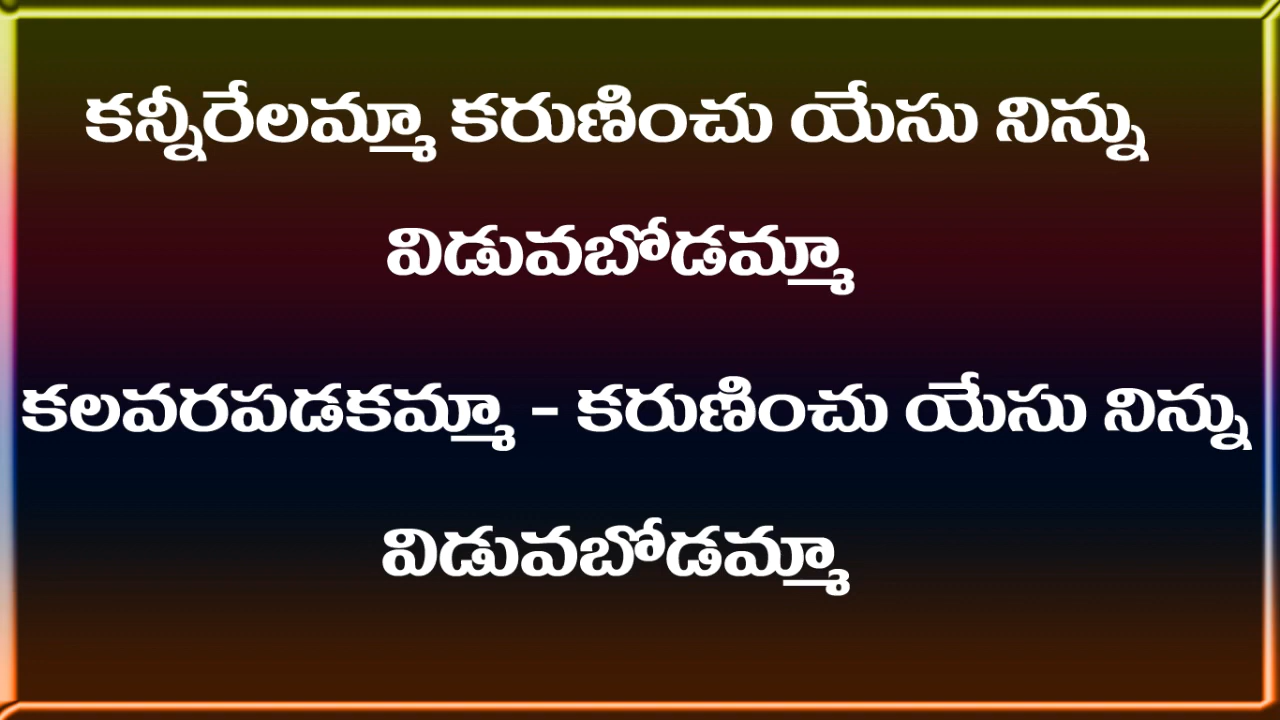 కన్నీరేలమ్మా కరుణించు యేసు నిన్ను
విడువబోడమ్మా
కలవరపడకమ్మా - కరుణించు యేసు నిన్ను
విడువబోడమ్మా